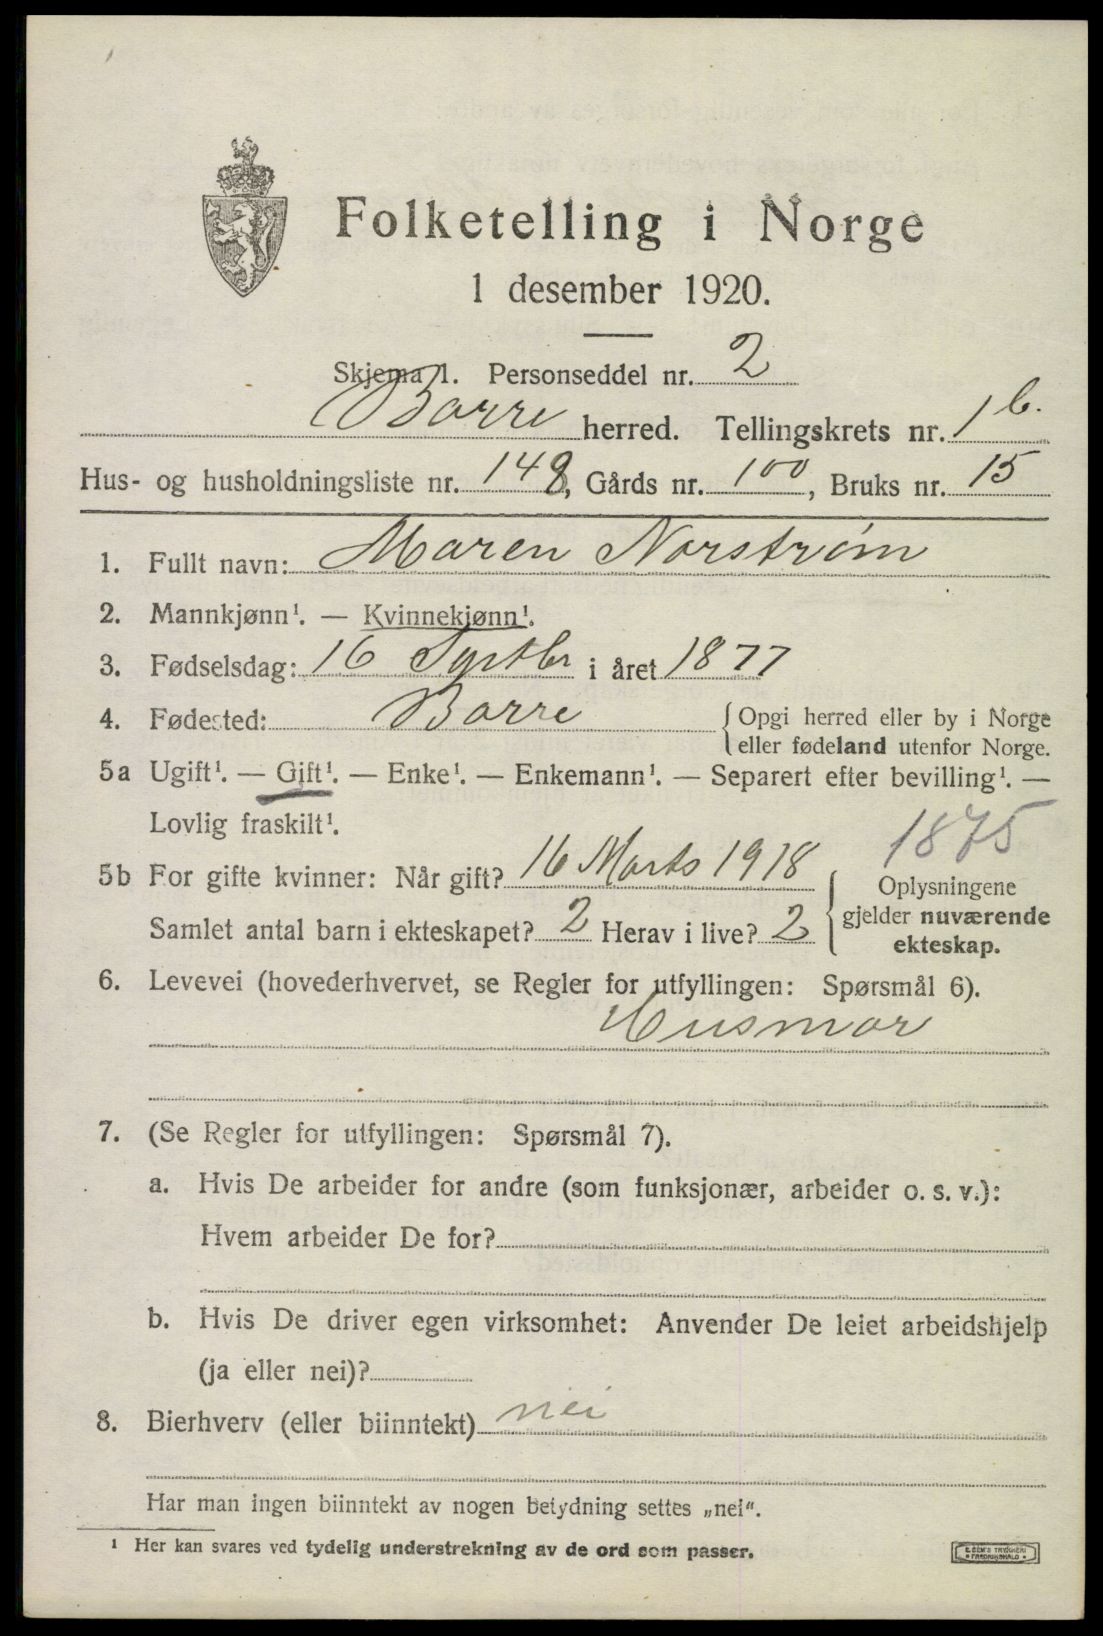 Folketelling i Norge
1 desember 1920.
Skjema 1. Personseddel nr. 2
Borre herred. Tellingskrets nr. 1 b.
Hus- og husholdningsliste nr. 148, Gårds nr. 100, Bruks nr. 15
1. Fullt navn: Maren Norstrøm
2. Mannkjønn¹. — Kvinnekjønn¹.
3. Fødselsdag: 16 i året 1877
4. Fødested: Borre {Opgi herred eller by i Norge
eller fødeland utenfor Norge.
5a Ugift¹. — Gift¹. — Enke¹. — Enkemann¹. — Separert efter bevilling¹. —
Lovlig fraskilt¹.
1875
5b For gifte kvinner: Når gift? 16 Marts 1918 { Oplysningene
gjelder nuværende
ekteskap.
Samlet antal barn i ekteskapet? 2 Herav i live? 2
6. Levevei (hovederhvervet, se Regler for utfyllingen: Spørsmål 6).
Husmor
7. (Se Regler for utfyllingen: Spørsmål 7).
a. Hvis De arbeider for andre (som funksjonær, arbeider o. s. v.):
Hvem arbeider De for?
b. Hvis De driver egen virksomhet: Anvender De leiet arbeidshjelp
(ja eller nei)?
8. Bierhverv (eller biinntekt) nei
Har man ingen biinntekt av nogen betydning settes „nei“.
¹ Her kan svares ved tydelig understrekning av de ord som passer.
E. SEM'S TRYKKERI
FREDRIKSHALD